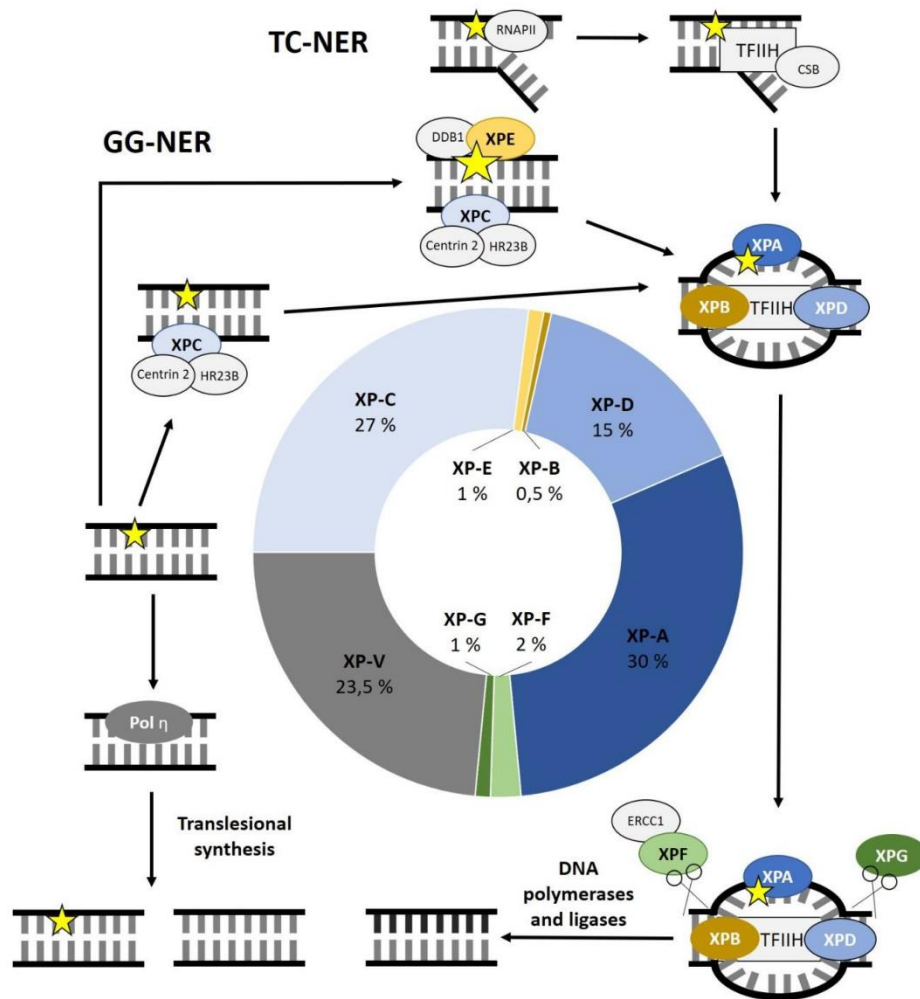 TC-NER
RNAPII
TFIIH
CSB
GG-NER
DDB1
XPE
XPC
Centrin 2
HR23B
XPA
XPB
TFIIH
XPD
XPC
Centrin 2
HR23B
XP-C
27 %
XP-D
15 %
XP-E
1 %
XP-B
0,5 %
XP-G
1 %
XP-F
2 %
XP-A
30 %
XP-V
23,5 %
Pol η
Translesional
synthesis
ERCC1
XPF
XPG
DNA
polymerases
and ligases
XPA
XPB
TFIIH
XPD